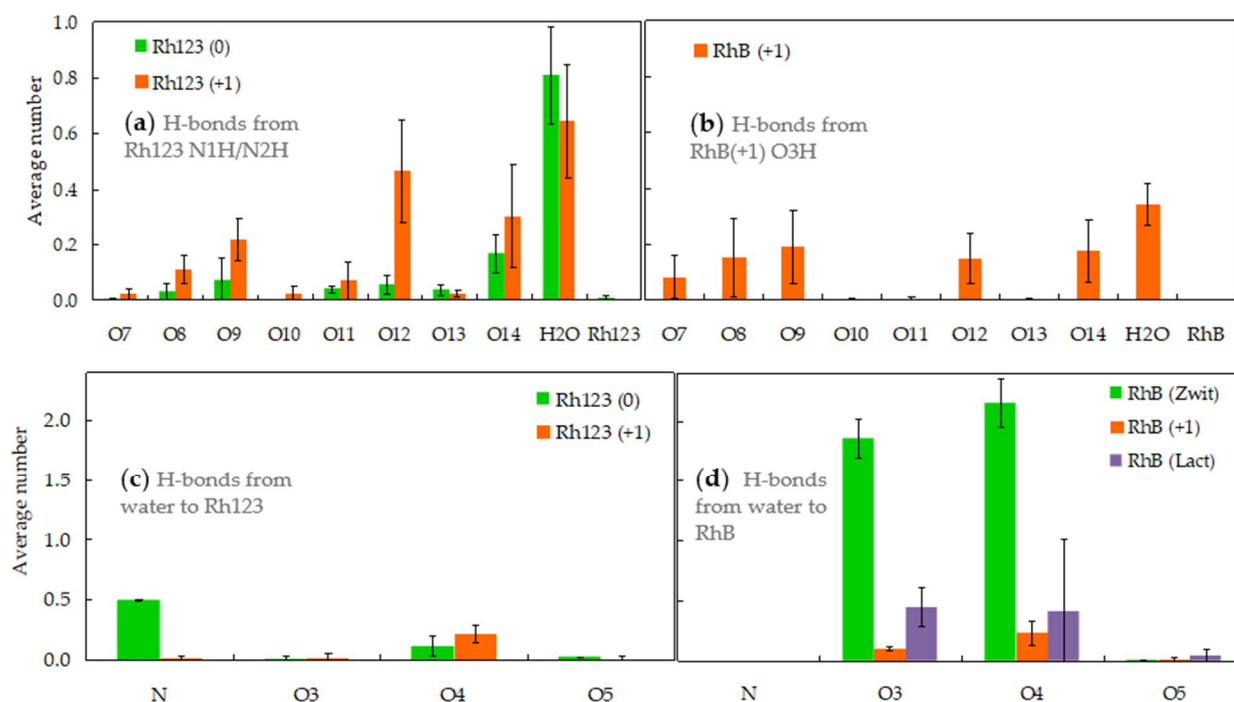 1.0
0.8
0.6
0.4
0.2
0.0
Average number
Rh123 (0)
Rh123 (+1)
(a) H-bonds from
Rh123 N1H/N2H
O7 O8 O9 O10 O11 O12 O13 O14 H2O Rh123
RhB (+1)
(b) H-bonds from
RhB(+1) O3H
O7 O8 O9 O10 O11 O12 O13 O14 H2O RhB
2.0
1.5
1.0
0.5
0.0
Average number
Rh123 (0)
Rh123 (+1)
(c) H-bonds from
water to Rh123
N O3 O4 O5
RhB (Zwit)
RhB (+1)
RhB (Lact)
(d) H-bonds
from water to
RhB
N O3 O4 O5